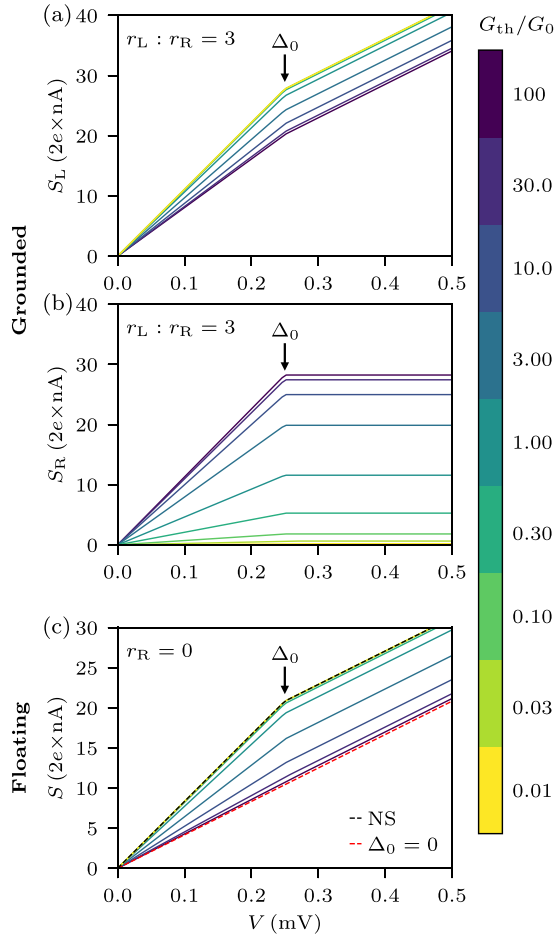 (a)
r_L : r_R = 3
Δ_0
S_L (2e×nA)
40
30
20
10
0
0.0 0.1 0.2 0.3 0.4 0.5
Grounded
(b)
r_L : r_R = 3
Δ_0
S_R (2e×nA)
40
30
20
10
0
0.0 0.1 0.2 0.3 0.4 0.5
Floating
(c)
r_R = 0
Δ_0
S (2e×nA)
30
25
20
15
10
5
0
NS
Δ_0 = 0
0.0 0.1 0.2 0.3 0.4 0.5
V (mV)
G_th/G_0
100
30.0
10.0
3.00
1.00
0.30
0.10
0.03
0.01